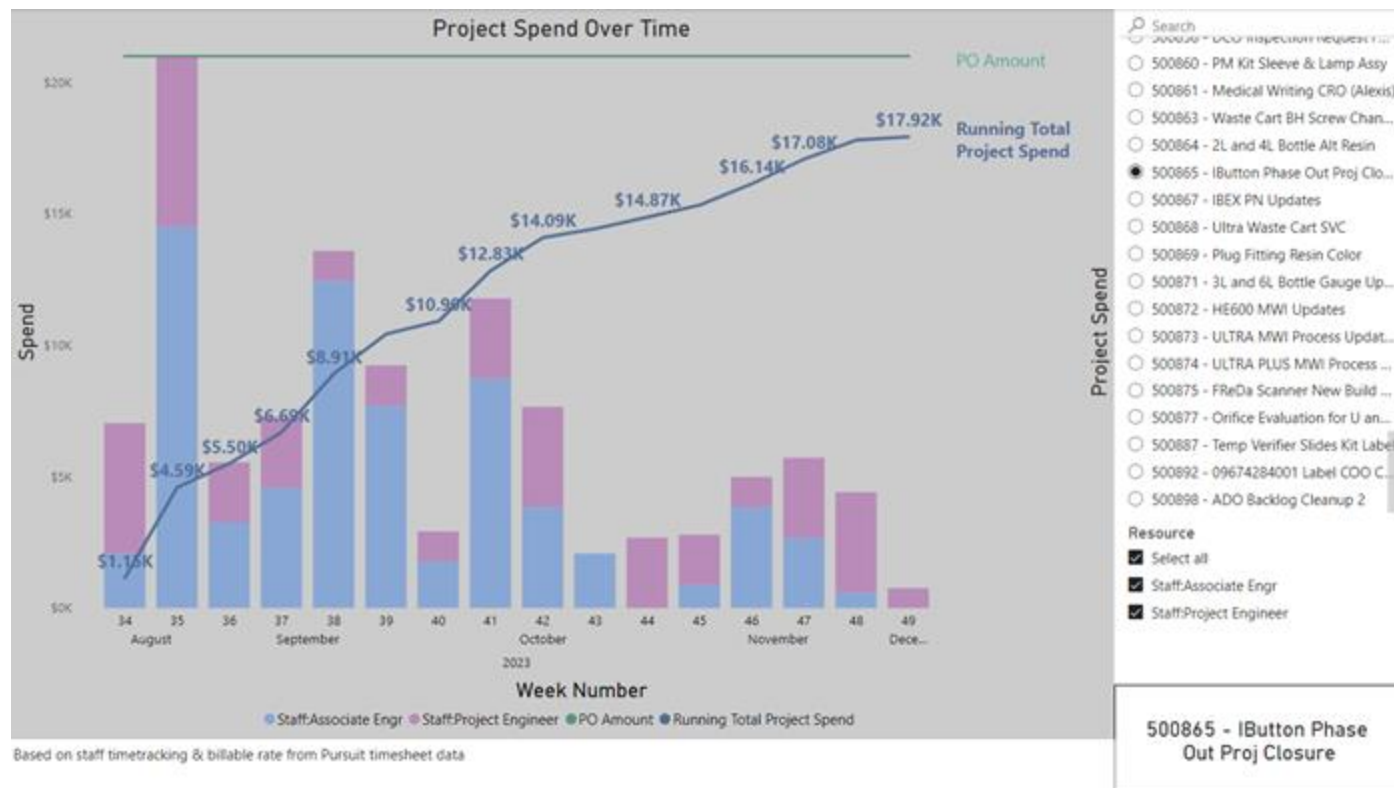 Project Spend Over Time
PO Amount
$20K
$15K
$10K
$5K
$0K
Spend
$1.15K
$4.59K
$5.50K
$6.69K
$8.91K
$10.90K
$12.83K
$14.09K
$14.87K
$16.14K
$17.08K
$17.92K
Running Total
Project Spend
Project Spend
34 35 36 37 38 39 40 41 42 43 44 45 46 47 48 49
August September October November Dece...
2023
Week Number
Staff:Associate Engr Staff:Project Engineer PO Amount Running Total Project Spend
Based on staff timetracking & billable rate from Pursuit timesheet data
Search
500860 - PM Kit Sleeve & Lamp Assy
500861 - Medical Writing CRO (Alexis)
500863 - Waste Cart BH Screw Chan...
500864 - 2L and 4L Bottle Alt Resin
500865 - IButton Phase Out Proj Clo...
500867 - IBEX PN Updates
500868 - Ultra Waste Cart SVC
500869 - Plug Fitting Resin Color
500871 - 3L and 6L Bottle Gauge Up...
500872 - HE600 MWI Updates
500873 - ULTRA MWI Process Updat...
500874 - ULTRA PLUS MWI Process ...
500875 - FReDa Scanner New Build ...
500877 - Orifice Evaluation for U an...
500887 - Temp Verifier Slides Kit Label
500892 - 09674284001 Label COO C...
500898 - ADO Backlog Cleanup 2
Resource
Select all
Staff:Associate Engr
Staff:Project Engineer
500865 - IButton Phase
Out Proj Closure